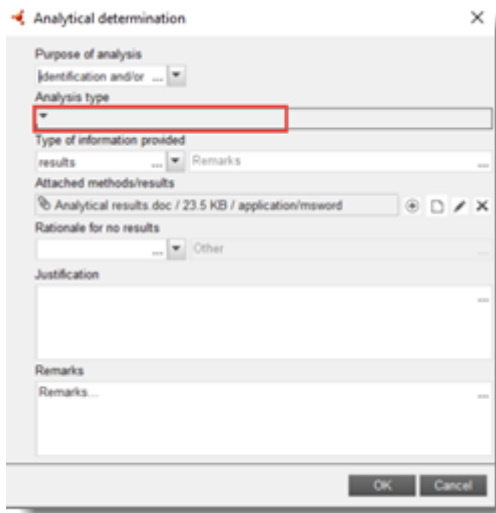 Analytical determination
Purpose of analysis
identification and/or ...
Analysis type
Type of information provided
results ... Remarks ...
Attached methods/results
Analytical results.doc / 23.5 KB / application/msword
Rationale for no results
... Other ...
Justification
...
Remarks
Remarks... ...
OK Cancel